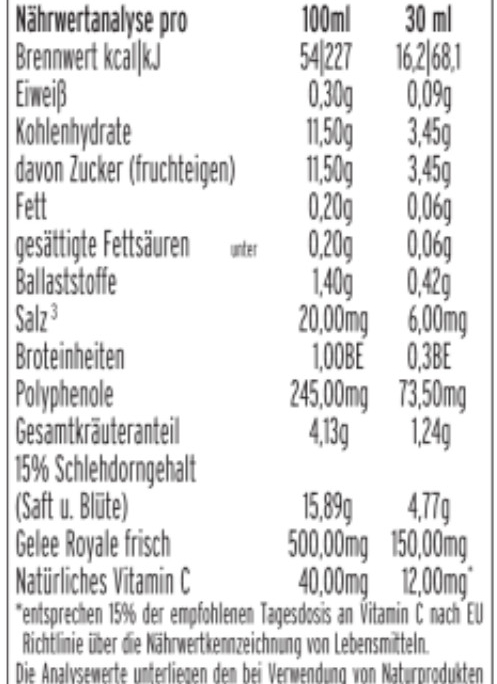 Nährwertanalyse pro 100ml 30 ml
Brennwert kcal|kJ 54|227 16,2|68,1
Eiweiß 0,30g 0,09g
Kohlenhydrate 11,50g 3,45g
davon Zucker (fruchteigen) 11,50g 3,45g
Fett 0,20g 0,06g
gesättigte Fettsäuren unter 0,20g 0,06g
Ballaststoffe 1,40g 0,42g
Salz³ 20,00mg 6,00mg
Broteinheiten 1,00BE 0,3BE
Polyphenole 245,00mg 73,50mg
Gesamtkräuteranteil 4,13g 1,24g
15% Schlehdorngehalt
(Saft u. Blüte) 15,89g 4,77g
Gelee Royale frisch 500,00mg 150,00mg
Natürliches Vitamin C 40,00mg 12,00mg*
*entsprechen 15% der empfohlenen Tagesdosis an Vitamin C nach EU
Richtlinie über die Nährwertkennzeichnung von Lebensmitteln.
Die Analysewerte unterliegen den bei Verwendung von Naturprodukten